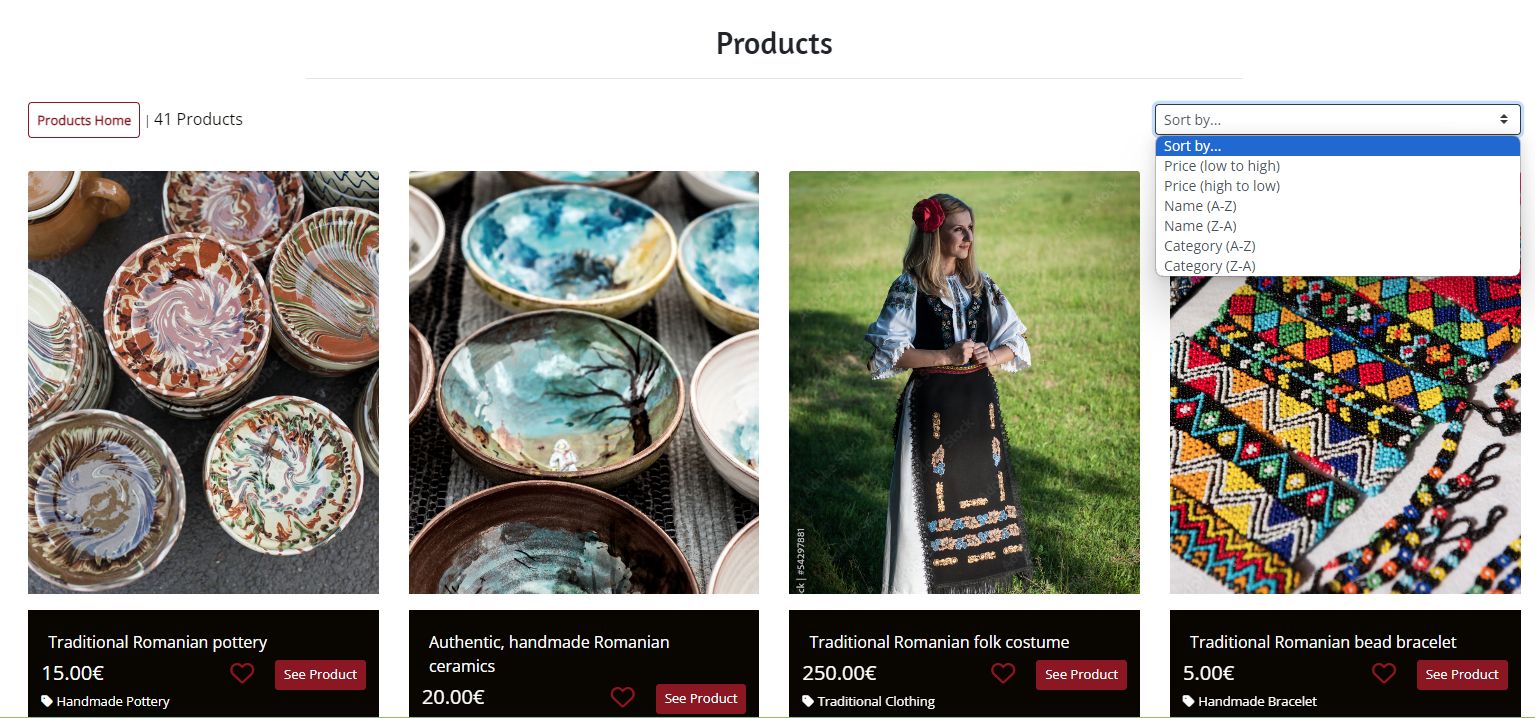 Products
Products Home | 41 Products
Sort by...
Sort by...
Price (low to high)
Price (high to low)
Name (A-Z)
Name (Z-A)
Category (A-Z)
Category (Z-A)
ck | #54297881
Traditional Romanian pottery
15.00€
See Product
Handmade Pottery
Authentic, handmade Romanian
ceramics
20.00€
See Product
Traditional Romanian folk costume
250.00€
See Product
Traditional Clothing
Traditional Romanian bead bracelet
5.00€
See Product
Handmade Bracelet